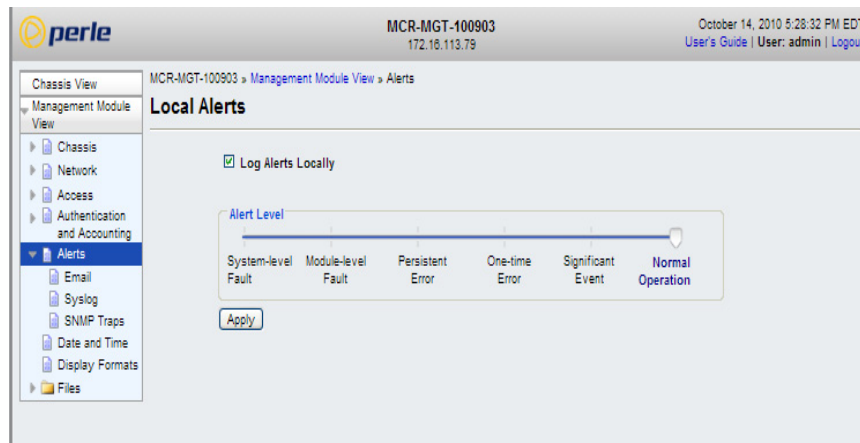 perle
MCR-MGT-100903
172.16.113.79
October 14, 2010 5:28:32 PM EDT
User's Guide | User: admin | Logou
Chassis View
Management Module
View
Chassis
Network
Access
Authentication
and Accounting
Alerts
Email
Syslog
SNMP Traps
Date and Time
Display Formats
Files
MCR-MGT-100903 » Management Module View » Alerts
Local Alerts
Log Alerts Locally
Alert Level
System-level Fault
Module-level Fault
Persistent Error
One-time Error
Significant Event
Normal Operation
Apply